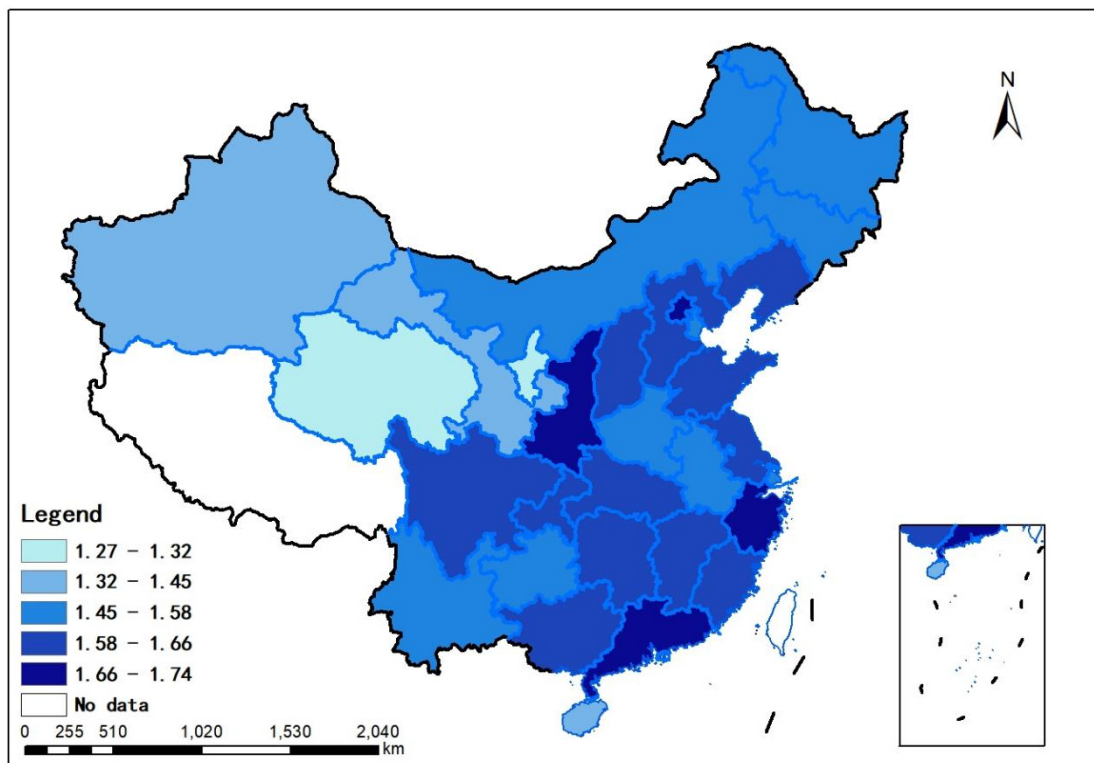 N
Legend
1.27 - 1.32
1.32 - 1.45
1.45 - 1.58
1.58 - 1.66
1.66 - 1.74
No data
0 255 510 1,020 1,530 2,040
km